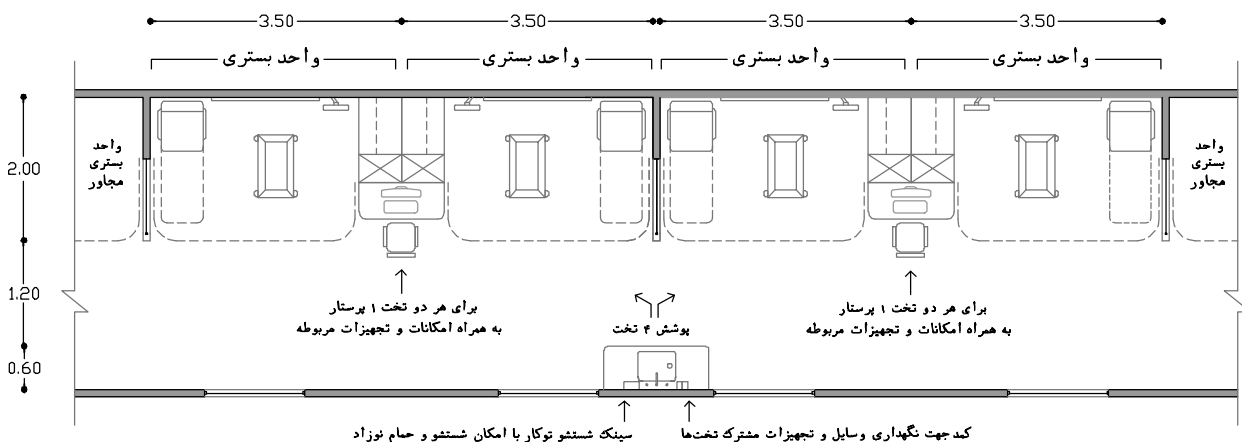 3.50
3.50
3.50
3.50
واحد بستری
واحد بستری
واحد بستری
واحد بستری
2.00
1.20
0.60
واحد
بستری
مجاور
واحد
بستری
مجاور
برای هر دو تخت ۱ پرستار
به همراه امکانات و تجهیزات مربوطه
پوشش ۴ تخت
برای هر دو تخت ۱ پرستار
به همراه امکانات و تجهیزات مربوطه
کمد جهت نگهداری وسایل و تجهیزات مشترک تخت‌ها
سینک شستشو توکار با امکان شستشو و حمام نوزاد